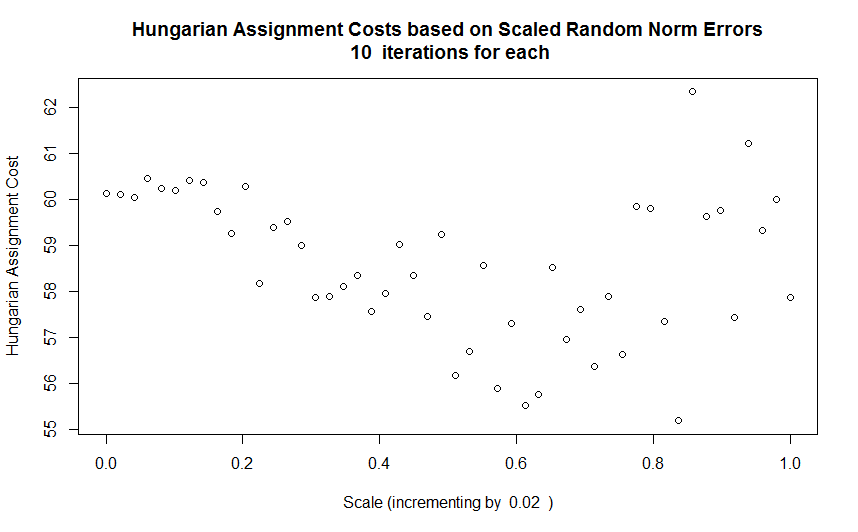 Hungarian Assignment Costs based on Scaled Random Norm Errors
10 iterations for each
Hungarian Assignment Cost
62
61
60
59
58
57
56
55
0.0 0.2 0.4 0.6 0.8 1.0
Scale (incrementing by 0.02 )